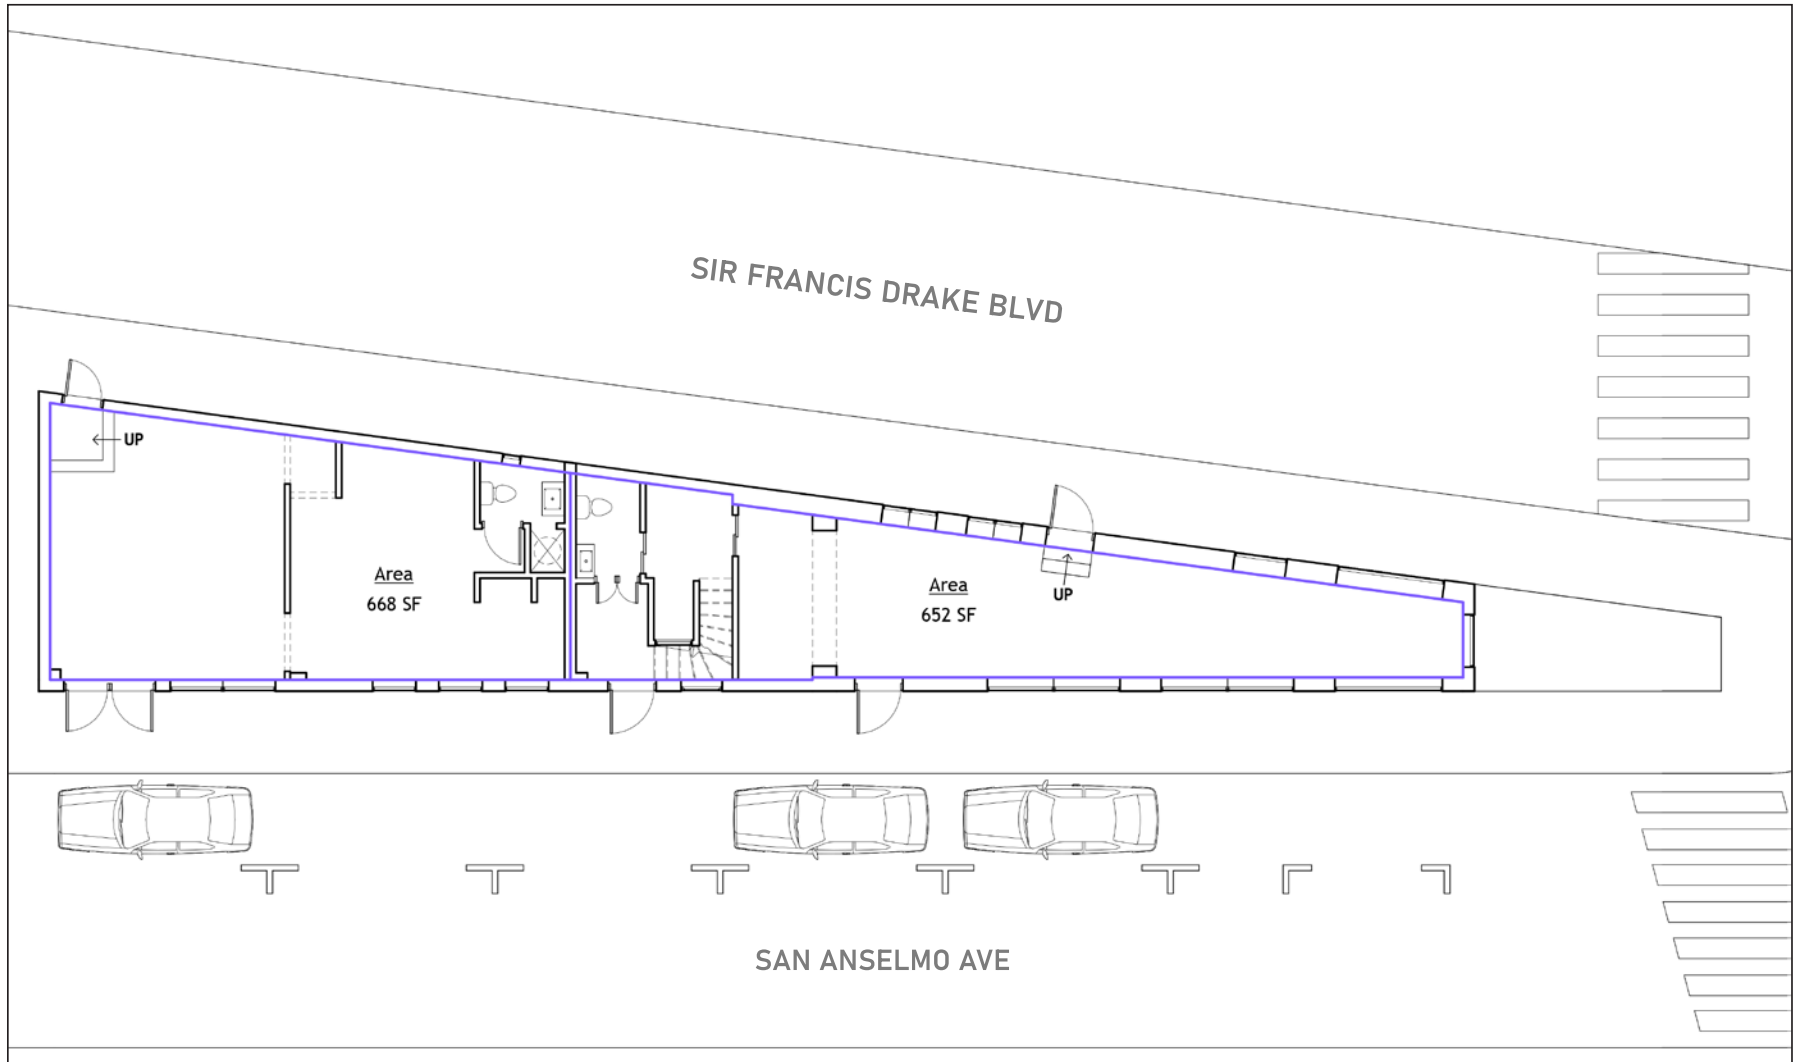 SIR FRANCIS DRAKE BLVD
UP
Area
668 SF
Area
652 SF
UP
SAN ANSELMO AVE